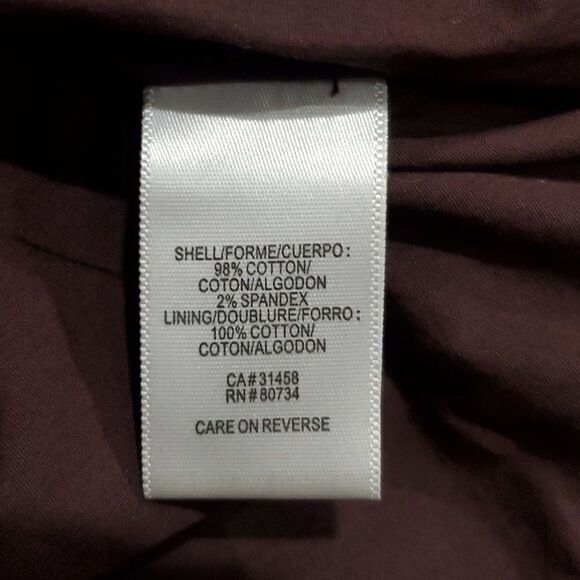 SHELL/FORME/CUERPO:
98% COTTON/
COTON/ALGODON
2% SPANDEX
LINING/DOUBLURE/FORRO:
100% COTTON/
COTON/ALGODON
CA#31458
RN#80734
CARE ON REVERSE